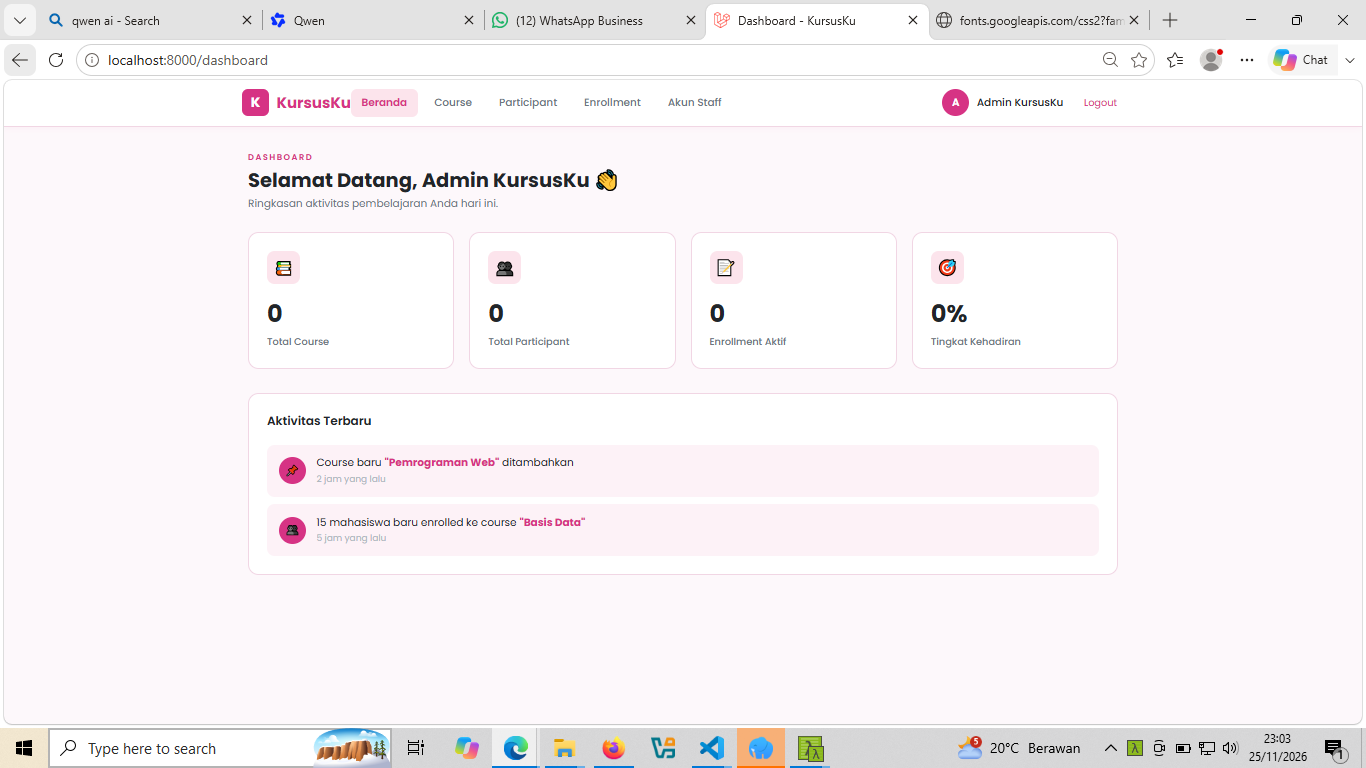 qwen ai - Search
Qwen
(12) WhatsApp Business
Dashboard - KursusKu
fonts.googleapis.com/css2?fam
localhost:8000/dashboard
Chat
K KursusKu
Beranda
Course
Participant
Enrollment
Akun Staff
A
Admin KursusKu
Logout
DASHBOARD
Selamat Datang, Admin KursusKu 👋
Ringkasan aktivitas pembelajaran Anda hari ini.
0
Total Course
0
Total Participant
0
Enrollment Aktif
0%
Tingkat Kehadiran
Aktivitas Terbaru
Course baru "Pemrograman Web" ditambahkan
2 jam yang lalu
15 mahasiswa baru enrolled ke course "Basis Data"
5 jam yang lalu
Type here to search
5
20°C Berawan
23:03
25/11/2026
1